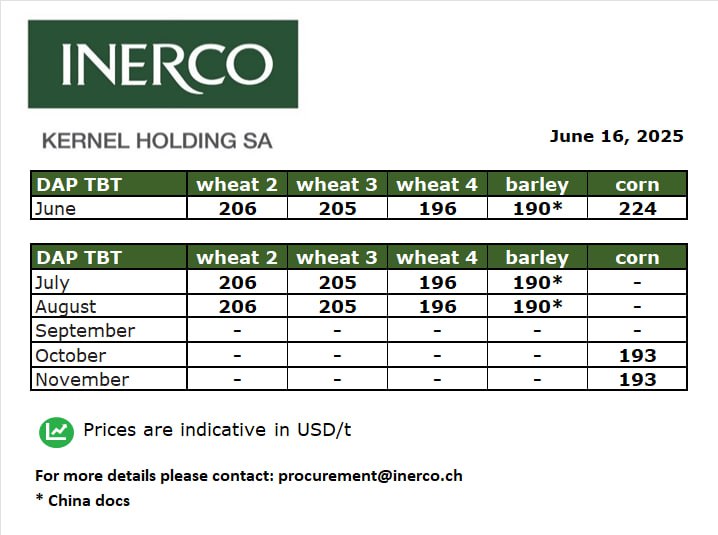 INERCO
KERNEL HOLDING SA
June 16, 2025
DAP TBT wheat 2 wheat 3 wheat 4 barley corn
June 206 205 196 190* 224
DAP TBT wheat 2 wheat 3 wheat 4 barley corn
July 206 205 196 190* -
August 206 205 196 190* -
September - - - - -
October - - - - 193
November - - - - 193
Prices are indicative in USD/t
For more details please contact: procurement@inerco.ch
* China docs